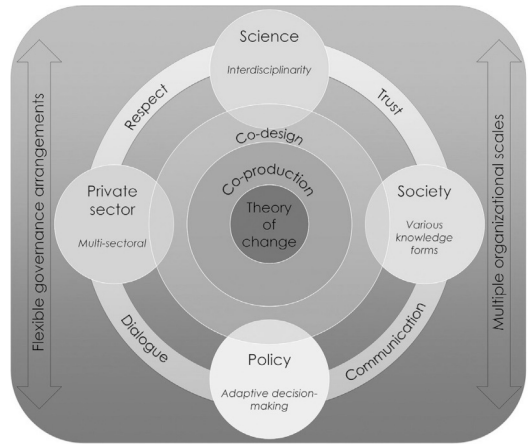 Science
Interdisciplinarity
Respect
Trust
Flexible governance arrangements
Multiple organizational scales
Co-design
Co-production
Theory
of
change
Private
sector
Multi-sectoral
Society
Various
knowledge
forms
Dialogue
Communication
Policy
Adaptive decision-
making